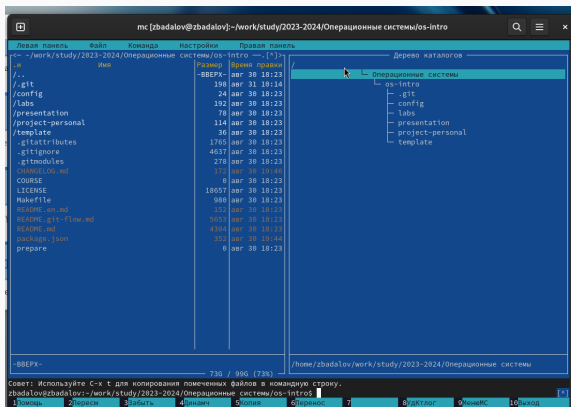 mc [zbadalov@zbadalov]:~/work/study/2023-2024/Операционные системы/os-intro
Левая панель Файл Команда Настройки Правая панель
<— ~/work/study/2023-2024/Операционные системы/os-intro —.[^]>
.и Имя Размер Время правки
/.. -ВВЕРХ- авг 30 18:23
/.git 198 авг 31 10:14
/config 24 авг 30 18:23
/labs 192 авг 30 18:23
/presentation 78 авг 30 18:23
/project-personal 114 авг 30 18:23
/template 36 авг 30 18:23
.gitattributes 1765 авг 30 18:23
.gitignore 4637 авг 30 18:23
.gitmodules 278 авг 30 18:23
CHANGELOG.md 172 авг 30 19:46
COURSE 0 авг 30 18:23
LICENSE 18657 авг 30 18:23
Makefile 980 авг 30 18:23
README.en.md 152 авг 30 18:23
README.git-flow.md 5653 авг 30 18:23
README.md 4304 авг 30 18:23
package.json 352 авг 30 19:44
prepare 0 авг 30 18:23
-ВВЕРХ-
73G / 99G (73%)
Дерево каталогов
/
Операционные системы
os-intro
.git
config
labs
presentation
project-personal
template
/home/zbadalov/work/study/2023-2024/Операционные системы
Совет: Используйте C-x t для копирования помеченных файлов в командную строку.
zbadalov@zbadalov:~/work/study/2023-2024/Операционные системы/os-intro$ [^]
1Помощь 2Пересм 3Забыть 4Динамч 5Копия 6Перенос 7 8УдКтлог 9МенюMC 10Выход